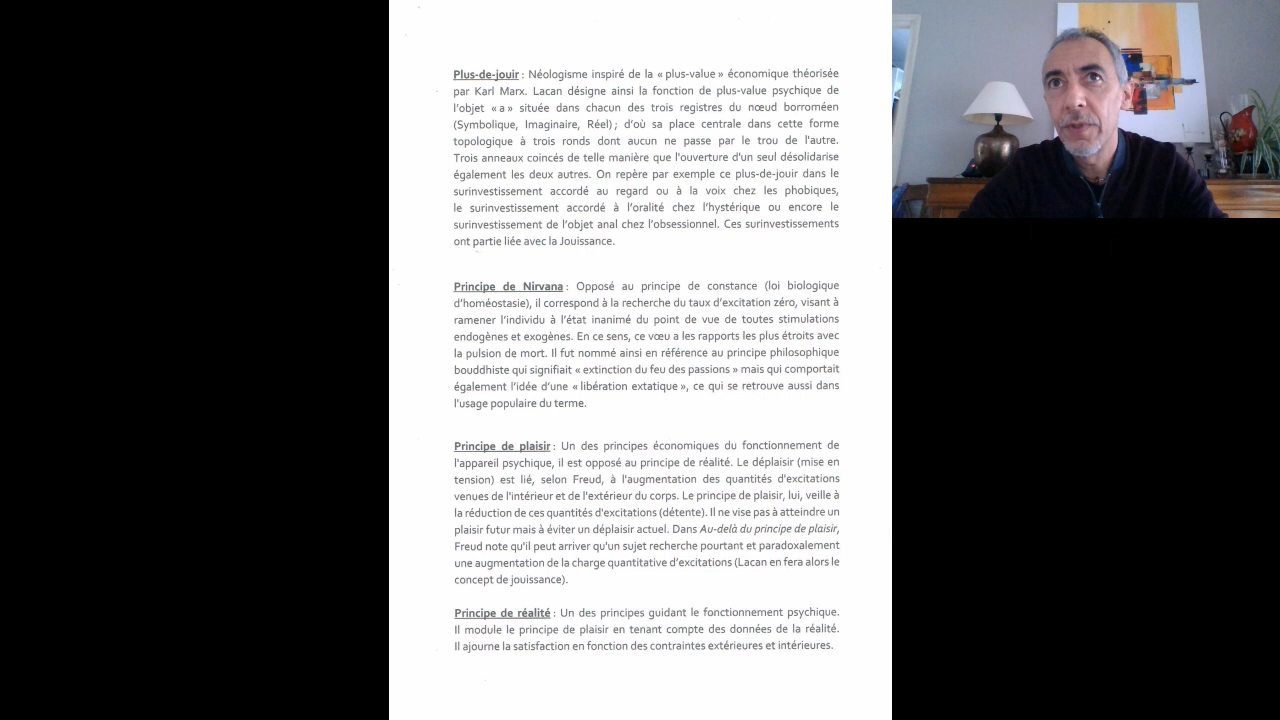 Plus-de-jouir : Néologisme inspiré de la « plus-value » économique théorisée
par Karl Marx. Lacan désigne ainsi la fonction de plus-value psychique de
l'objet « a » située dans chacun des trois registres du nœud borroméen
(Symbolique, Imaginaire, Réel) ; d'où sa place centrale dans cette forme
topologique à trois ronds dont aucun ne passe par le trou de l'autre.
Trois anneaux coincés de telle manière que l'ouverture d'un seul désolidarise
également les deux autres. On repère par exemple ce plus-de-jouir dans le
surinvestissement accordé au regard ou à la voix chez les phobiques,
le surinvestissement accordé à l'oralité chez l'hystérique ou encore le
surinvestissement de l'objet anal chez l'obsessionnel. Ces surinvestissements
ont partie liée avec la Jouissance.
Principe de Nirvana : Opposé au principe de constance (loi biologique
d'homéostasie), il correspond à la recherche du taux d'excitation zéro, visant à
ramener l'individu à l'état inanimé du point de vue de toutes stimulations
endogènes et exogènes. En ce sens, ce vœu a les rapports les plus étroits avec
la pulsion de mort. Il fut nommé ainsi en référence au principe philosophique
bouddhiste qui signifiait « extinction du feu des passions » mais qui comportait
également l'idée d'une « libération extatique », ce qui se retrouve aussi dans
l'usage populaire du terme.
Principe de plaisir : Un des principes économiques du fonctionnement de
l'appareil psychique, il est opposé au principe de réalité. Le déplaisir (mise en
tension) est lié, selon Freud, à l'augmentation des quantités d'excitations
venues de l'intérieur et de l'extérieur du corps. Le principe de plaisir, lui, veille à
la réduction de ces quantités d'excitations (détente). Il ne vise pas à atteindre un
plaisir futur mais à éviter un déplaisir actuel. Dans Au-delà du principe de plaisir,
Freud note qu'il peut arriver qu'un sujet recherche pourtant et paradoxalement
une augmentation de la charge quantitative d'excitations (Lacan en fera alors le
concept de jouissance).
Principe de réalité : Un des principes guidant le fonctionnement psychique.
Il module le principe de plaisir en tenant compte des données de la réalité.
Il ajourne la satisfaction en fonction des contraintes extérieures et intérieures.